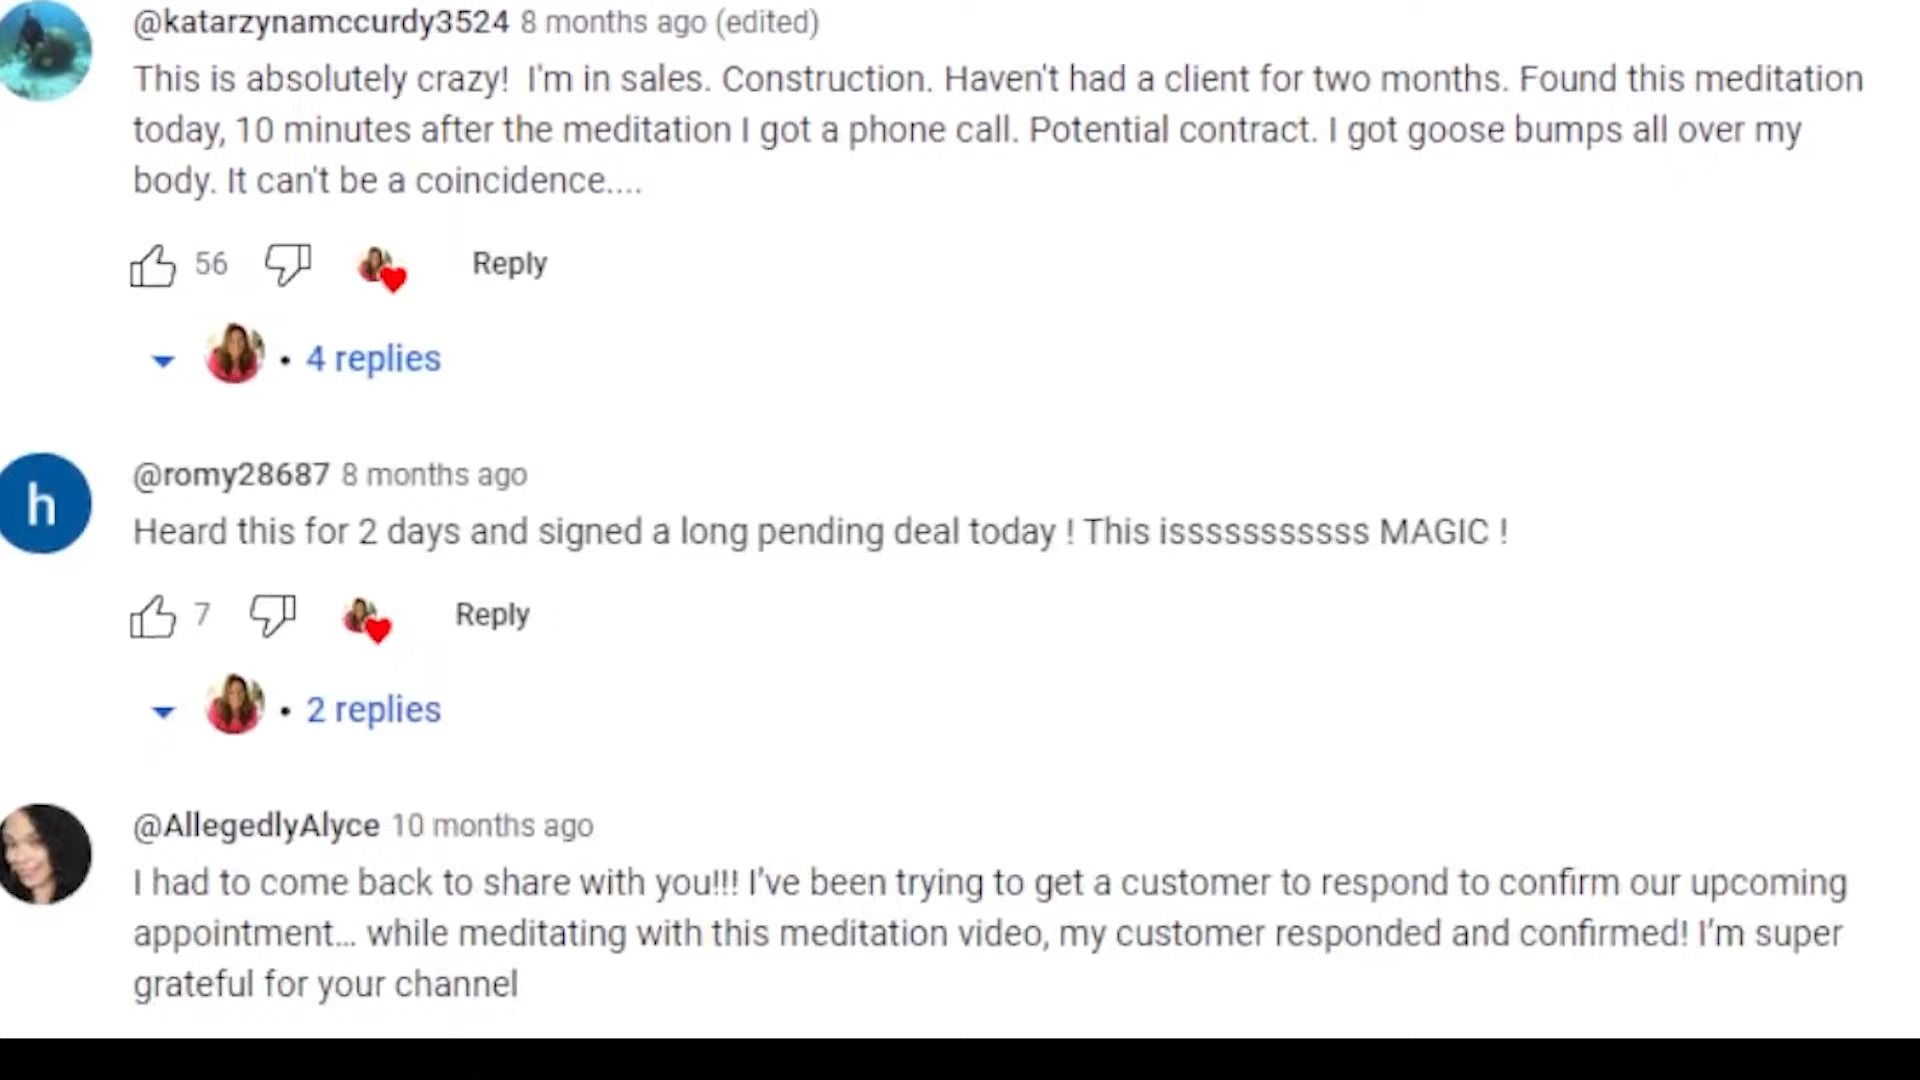 @katarzynamccurdy3524 8 months ago (edited)
This is absolutely crazy!  I'm in sales. Construction. Haven't had a client for two months. Found this meditation
today, 10 minutes after the meditation I got a phone call. Potential contract. I got goose bumps all over my
body. It can't be a coincidence....
56 Reply
• 4 replies
h
@romy28687 8 months ago
Heard this for 2 days and signed a long pending deal today ! This isssssssssss MAGIC !
7 Reply
• 2 replies
@AllegedlyAlyce 10 months ago
I had to come back to share with you!!! I've been trying to get a customer to respond to confirm our upcoming
appointment… while meditating with this meditation video, my customer responded and confirmed! I'm super
grateful for your channel